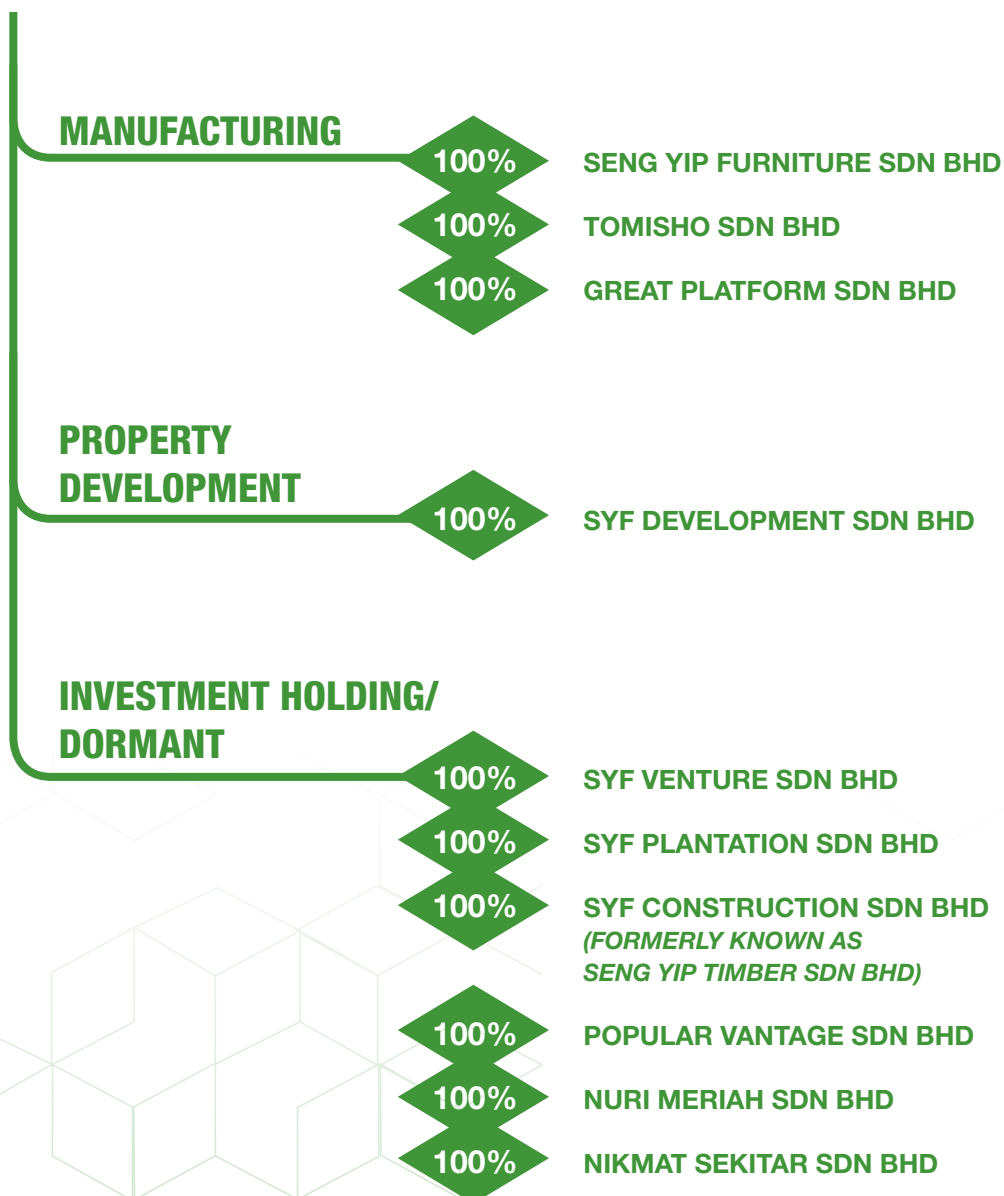 MANUFACTURING
100% SENG YIP FURNITURE SDN BHD
100% TOMISHO SDN BHD
100% GREAT PLATFORM SDN BHD
PROPERTY
DEVELOPMENT
100% SYF DEVELOPMENT SDN BHD
INVESTMENT HOLDING/
DORMANT
100% SYF VENTURE SDN BHD
100% SYF PLANTATION SDN BHD
100% SYF CONSTRUCTION SDN BHD
(FORMERLY KNOWN AS
SENG YIP TIMBER SDN BHD)
100% POPULAR VANTAGE SDN BHD
100% NURI MERIAH SDN BHD
100% NIKMAT SEKITAR SDN BHD